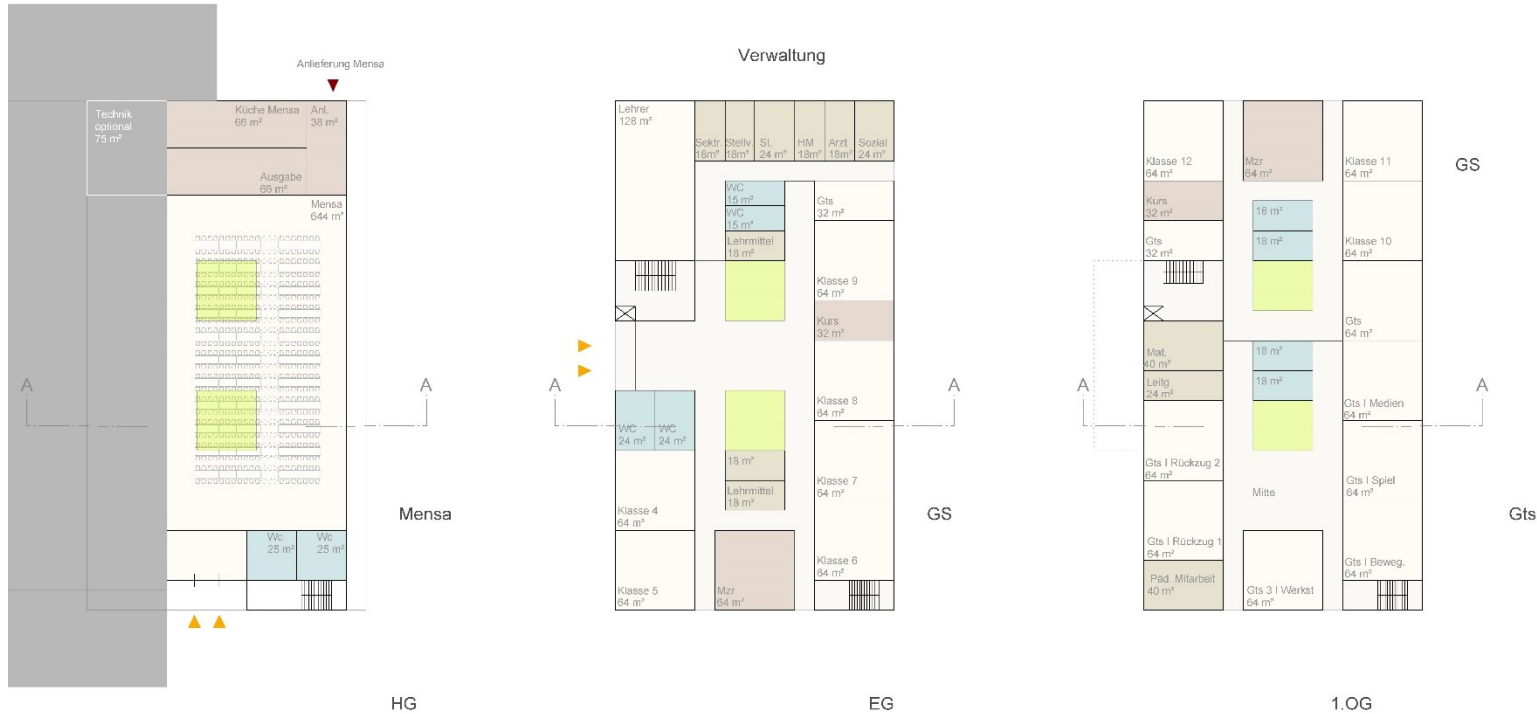 Verwaltung
Anlieferung Mensa
Technik
optional
75 m²
Küche Mensa
66 m²
Anl.
38 m²
Ausgabe
66 m²
Mensa
644 m²
A
A
Mensa
Wc
25 m²
Wc
25 m²
HG
Lehrer
128 m²
Sektr.
18m²
Stellv.
18m²
Sl.
24 m²
HM
18m²
Arzt
18m²
Sozial
24 m²
WC
15 m²
WC
15 m²
Lehrmittel
18 m²
Gts
32 m²
Klasse 9
64 m²
Kurs
32 m²
A
A
Klasse 8
64 m²
WC
24 m²
WC
24 m²
18 m²
Lehrmittel
18 m²
Klasse 7
64 m²
Klasse 4
64 m²
GS
Klasse 5
64 m²
Mzr
64 m²
Klasse 6
64 m²
EG
Klasse 12
64 m²
Mzr
64 m²
Klasse 11
64 m²
GS
Kurs
32 m²
18 m²
Gts
32 m²
18 m²
Klasse 10
64 m²
Gts
64 m²
Mat.
40 m²
18 m²
Leitg
24 m²
18 m²
A
A
Gts I Medien
64 m²
Gts I Rückzug 2
64 m²
Mitte
Gts I Spiel
64 m²
Gts
Gts I Rückzug 1
64 m²
Päd. Mitarbeit
40 m²
Gts 3 I Werkst
64 m²
Gts I Beweg.
64 m²
1.OG